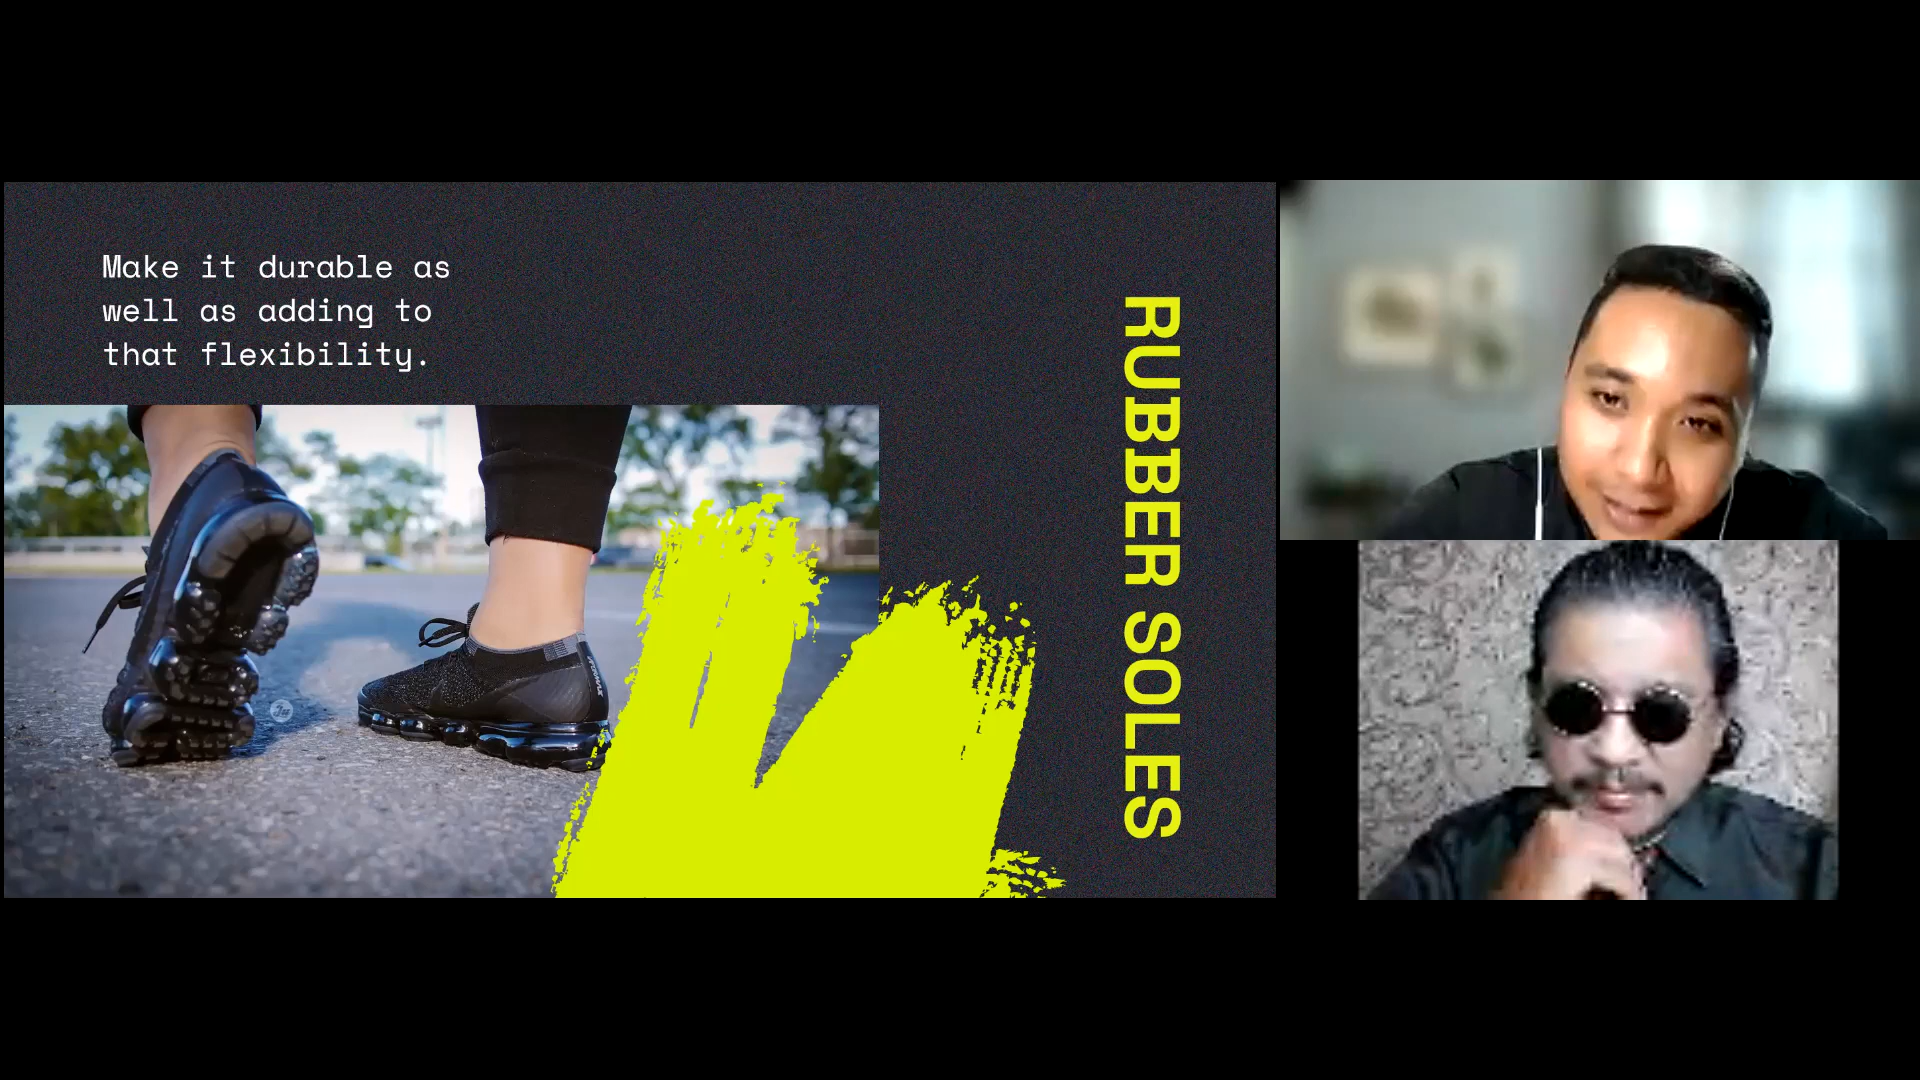 Make it durable as
well as adding to
that flexibility.
RUBBER SOLES